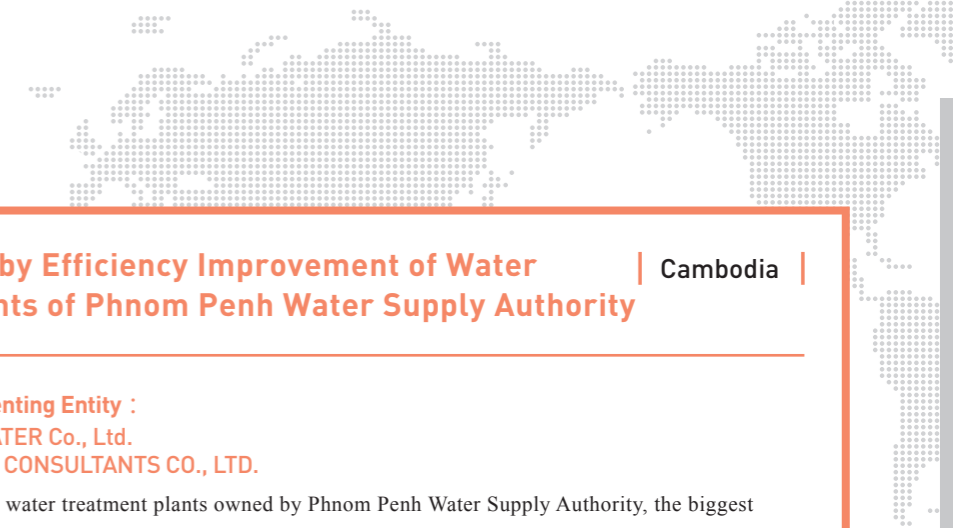 by Efficiency Improvement of Water
Cambodia
nts of Phnom Penh Water Supply Authority
enting Entity :
ATER Co., Ltd.
CONSULTANTS CO., LTD.
water treatment plants owned by Phnom Penh Water Supply Authority, the biggest